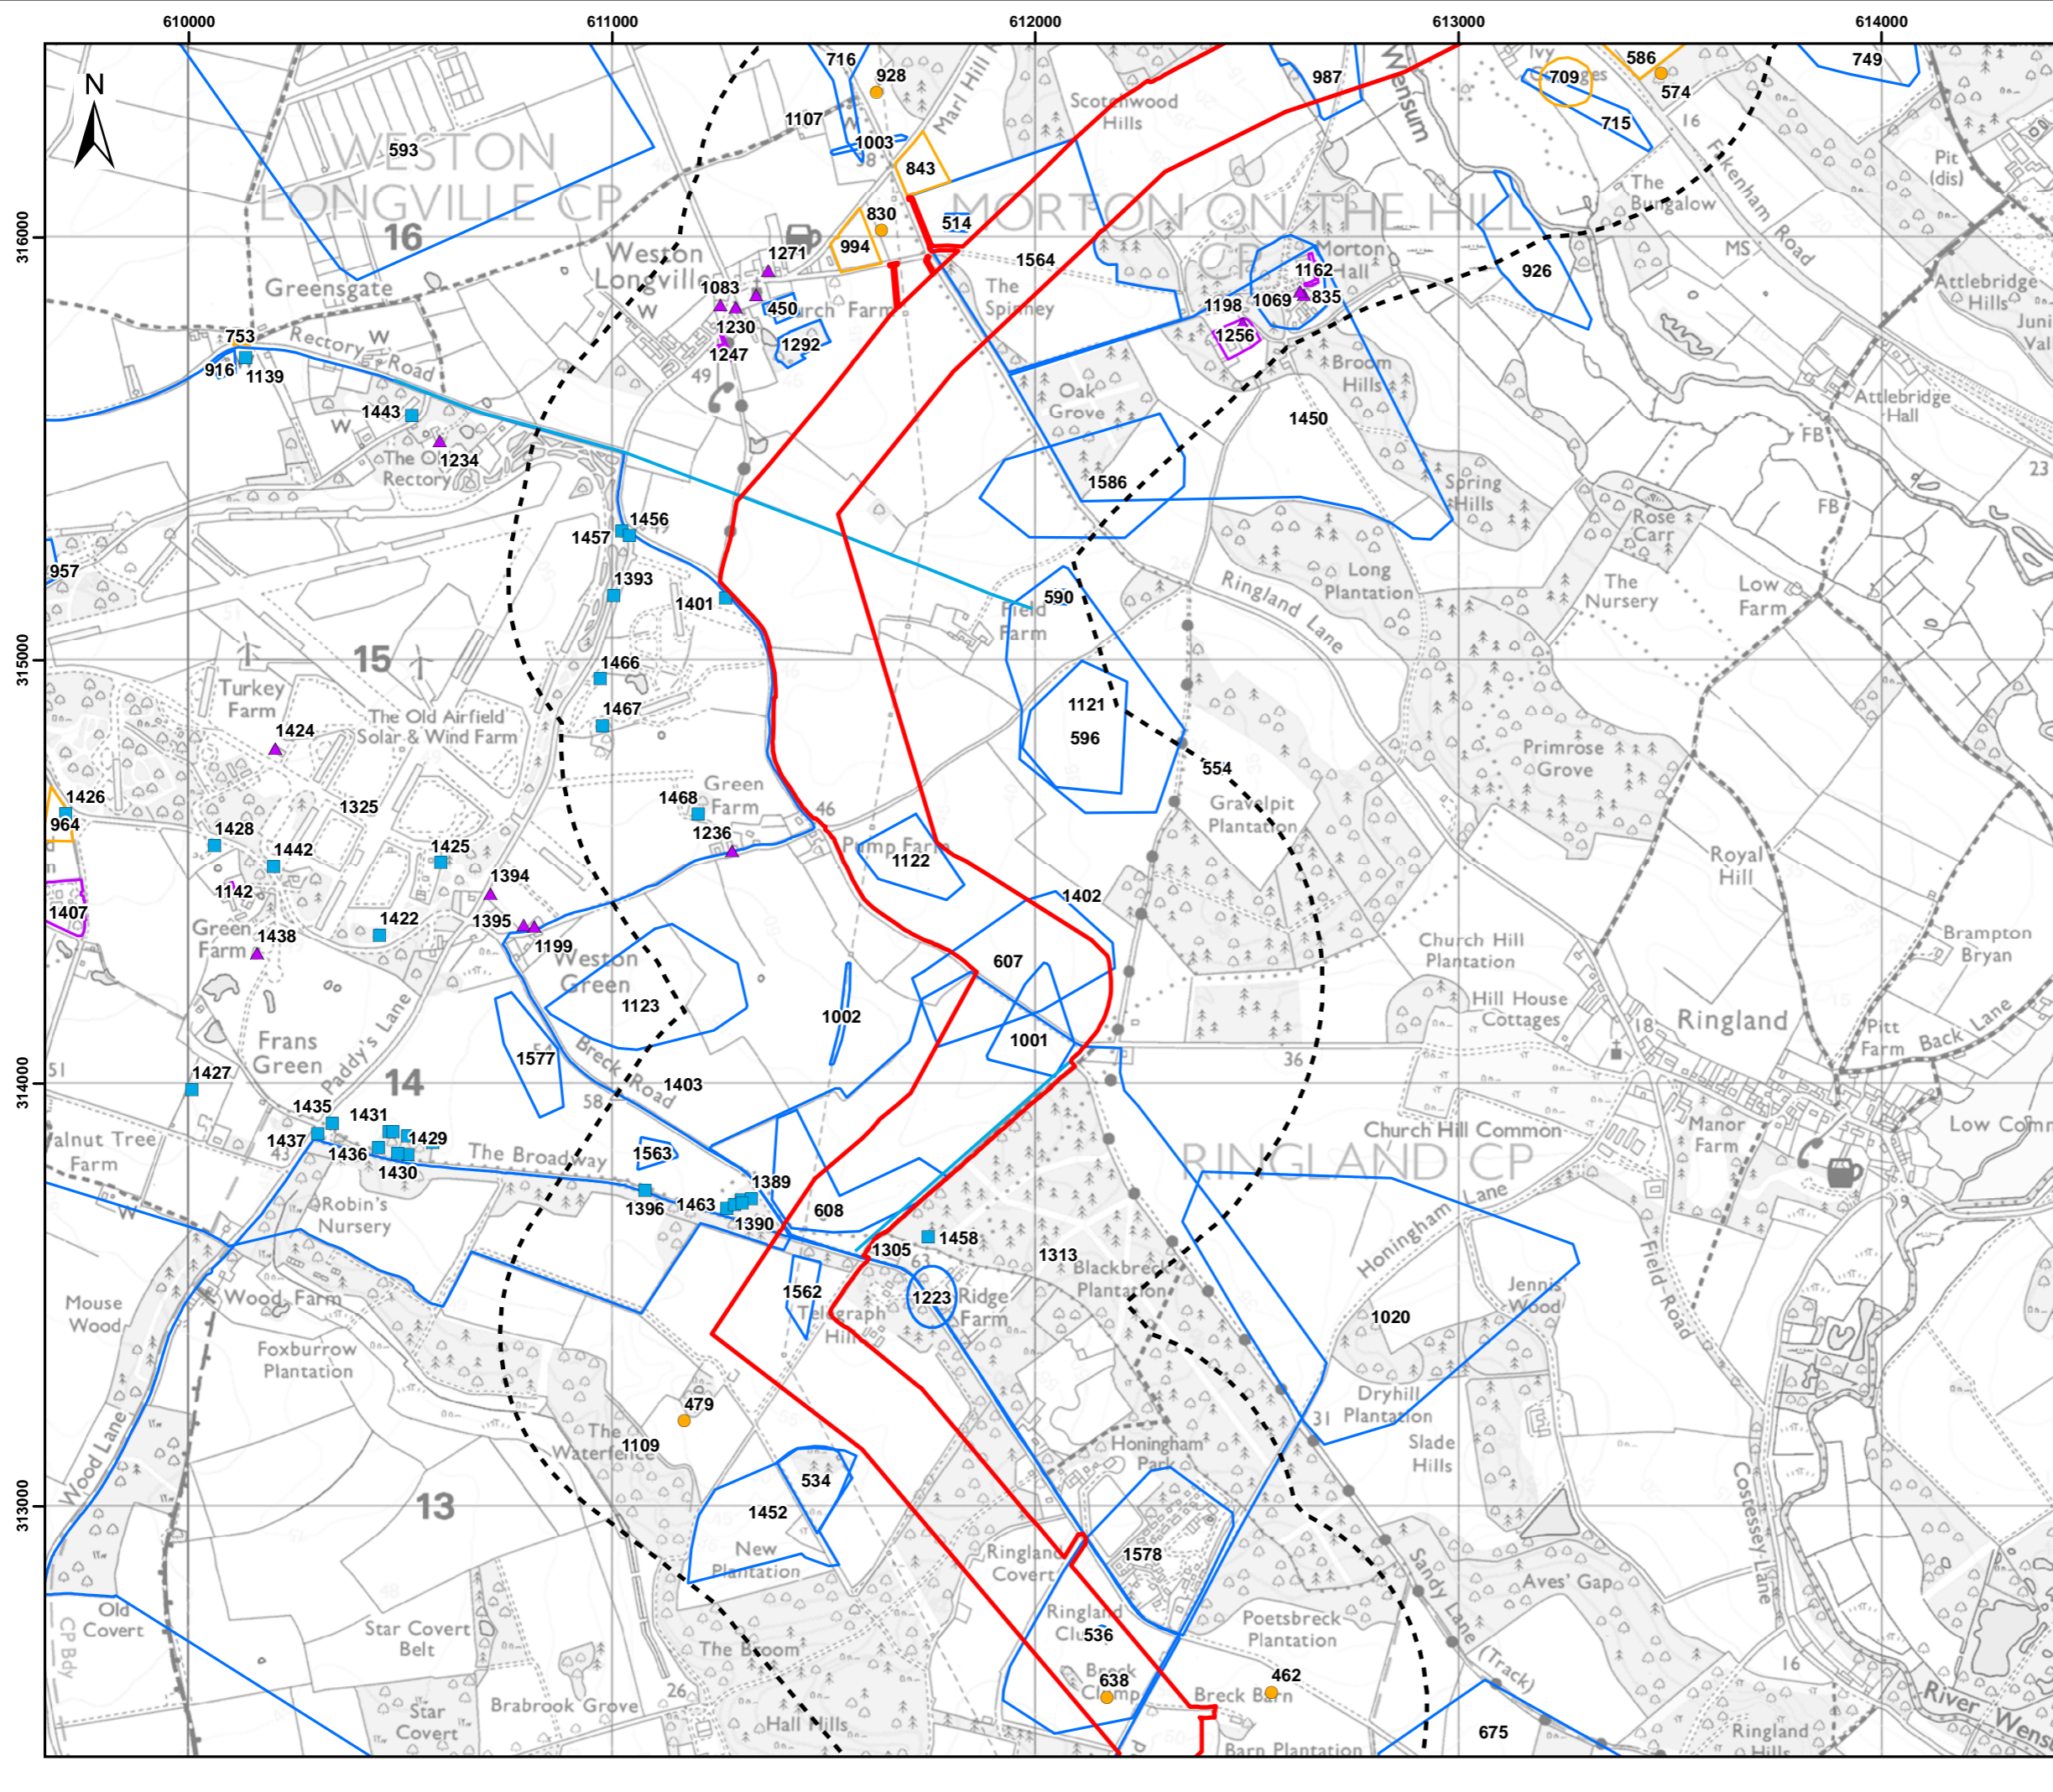 610000 611000 612000 613000 614000
N
316000
315000
314000
313000
716
928
987
Wensum
Ivy
709
586
574
749
715
16
1107
1003
Marl Hill R
Scotchwood
Hills
593
WESTON
LONGVILLE CP
16
843
514
MORTON ON THE HILL
CP
830
994
1564
The
Bungalow
Fakenham Road
MS
Pit
(dis)
Attlebridge
Hills
926
Weston
Longville
1271
1083
450
1230
1247
1292
W
Church Farm
The
Spinney
Morton
Hall
1162
1069
835
1198
1256
Greensgate
753
916
1139
Rectory Road
W
1443
W
1234
The Old
Rectory
49
Oak
Grove
Broom
Hills
1450
Attlebridge
Hall
FB
23
1586
Spring
Hills
Rose
Carr
FB
1456
1457
1393
1401
957
590
Field
Farm
26
Ringland Lane
Long
Plantation
The
Nursery
Low
Farm
15
1466
1467
Turkey
Farm
The Old Airfield
Solar & Wind Farm
1424
1121
596
554
Primrose
Grove
Gravelpit
Plantation
1426
964
1325
1428
1442
1425
1468
Green
Farm
1236
46
Pump Farm
1122
1142
1394
1395
1199
1422
1407
Green
Farm
1438
1402
607
Royal
Hill
Church Hill
Plantation
Brampton
Bryan
Weston
Green
1123
1002
1001
Hill House
Cottages
18
Ringland
Pitt
Farm
Back Lane
36
Frans
Green
Paddy's Lane
1577
54
Breck Road
1403
51
1427
14
58
1435
1431
1429
1437
1436
1430
43
The Broadway
1563
1389
1396
1463
1390
608
Walnut Tree
Farm
W
Robin's
Nursery
Church Hill Common
Manor
Farm
RINGLAND CP
1305
1458
63
1313
Blackbreck
Plantation
Honingham Lane
Field Road
Jennis
Wood
1020
Mouse
Wood
Wood Farm
1562
Telegraph
Hill
1223
Ridge
Farm
Foxburrow
Plantation
Dryhill
Plantation
31
Slade
Hills
479
The
Waterfence
1109
Honingham
Park
Wood Lane
13
534
1452
New
Plantation
Ringland
Covert
1578
Costessey Lane
Sandy Lane (Track)
Aves' Gap
Old
Covert
CP Bdy
Star Covert
Belt
The Broom
Ringland
Clump
536
Poetsbreck
Plantation
16
Breck
Clump
638
462
Breck Barn
Brabrook Grove
26
Star
Covert
Hall Hills
675
Barn Plantation
Ringland
Hills
River Wensum